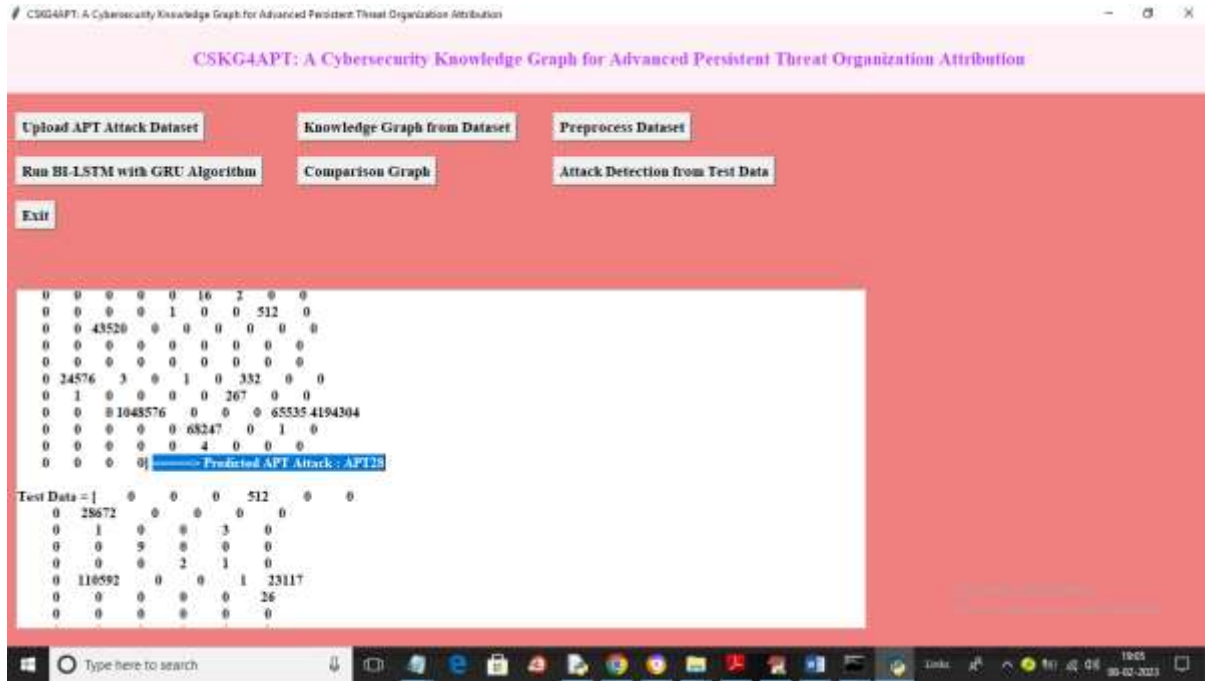 CSKG4APT: A Cybersecurity Knowledge Graph for Advanced Persistent Threat Organization Attribution
CSKG4APT: A Cybersecurity Knowledge Graph for Advanced Persistent Threat Organization Attribution
Upload APT Attack Dataset
Knowledge Graph from Dataset
Preprocess Dataset
Run BI-LSTM with GRU Algorithm
Comparison Graph
Attack Detection from Test Data
Exit
0 0 0 0 0 16 2 0 0
0 0 0 0 1 0 0 512 0
0 0 43520 0 0 0 0 0 0
0 0 0 0 0 0 0 0 0
0 0 0 0 0 0 0 0 0
0 24576 3 0 1 0 332 0 0
0 1 0 0 0 0 267 0 0
0 0 0 1048576 0 0 0 65535 4194304
0 0 0 0 0 68247 0 1 0
0 0 0 0 0 4 0 0 0
0 0 0 0] =====> Predicted APT Attack : APT28
Test Data = [ 0 0 0 512 0 0
0 28672 0 0 0 0
0 1 0 0 3 0
0 0 9 0 0 0
0 0 0 2 1 0
0 110592 0 0 1 23117
0 0 0 0 0 26
0 0 0 0 0 0
Type here to search
Links
19:05